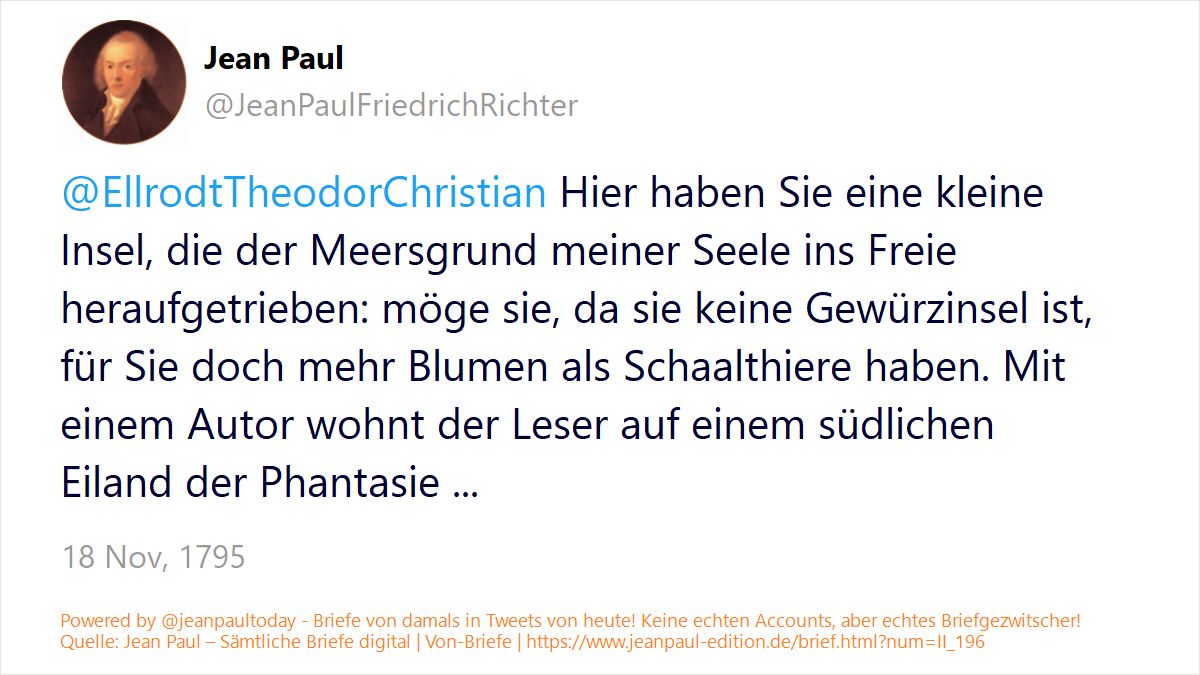 Jean Paul
@JeanPaulFriedrichRichter
@EllrodtTheodorChristian Hier haben Sie eine kleine
Insel, die der Meersgrund meiner Seele ins Freie
heraufgetrieben: möge sie, da sie keine Gewürzinsel ist,
für Sie doch mehr Blumen als Schaalthiere haben. Mit
einem Autor wohnt der Leser auf einem südlichen
Eiland der Phantasie ...
18 Nov, 1795
Powered by @jeanpaultoday - Briefe von damals in Tweets von heute! Keine echten Accounts, aber echtes Briefgezwitscher!
Quelle: Jean Paul – Sämtliche Briefe digital | Von-Briefe | https://www.jeanpaul-edition.de/brief.html?num=II_196